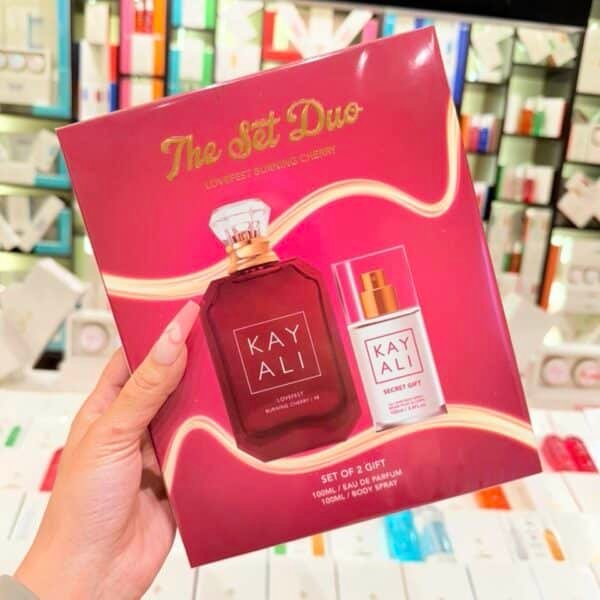 The Set Duo
LOVEFEST BURNING CHERRY
KAY
ALI
LOVEFEST
BURNING CHERRY / 48
KAY
ALI
SECRET GIFT
SET OF 2 GIFT
100ML / EAU DE PARFUM
100ML / BODY SPRAY